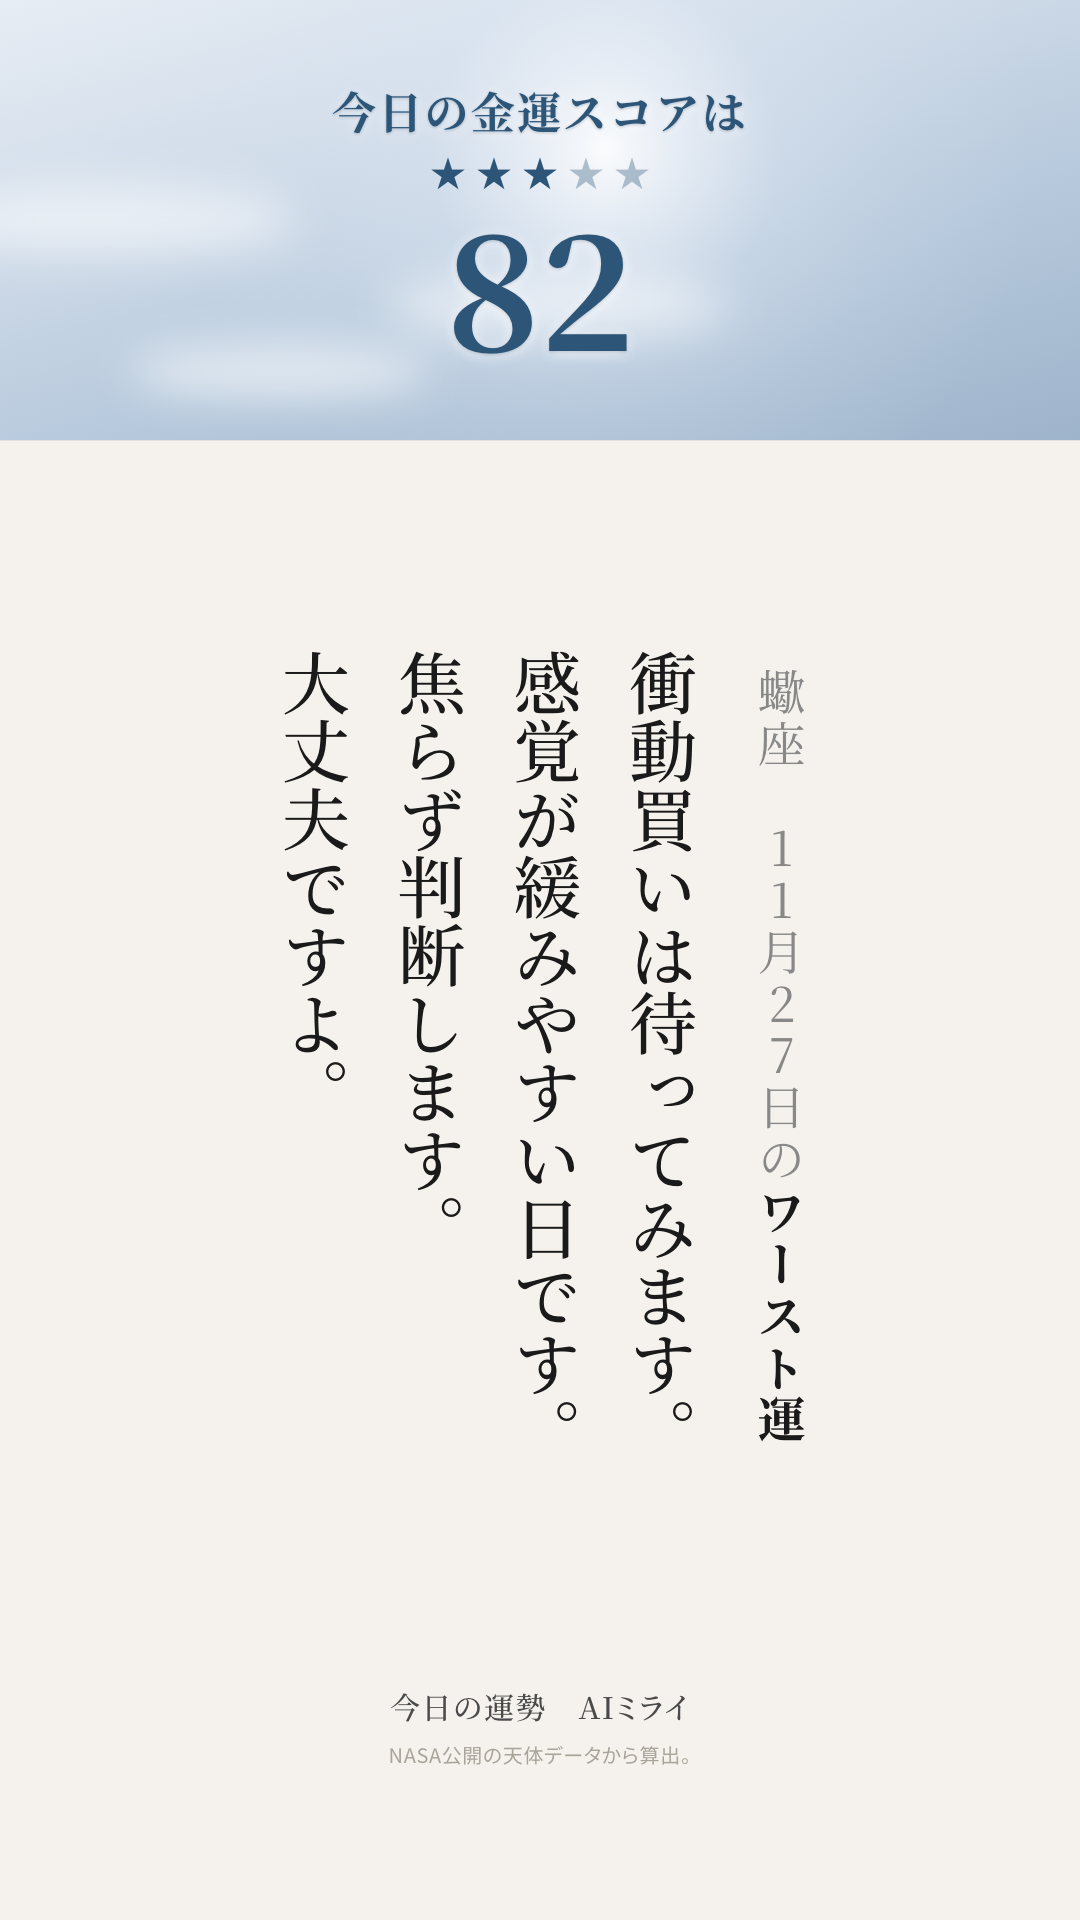 今日の金運スコアは
★★★★★
82
蠍座　11月27日のワースト運
衝動買いは待ってみます。
感覚が緩みやすい日です。
焦らず判断します。
大丈夫ですよ。
今日の運勢　AIミライ
NASA公開の天体データから算出。